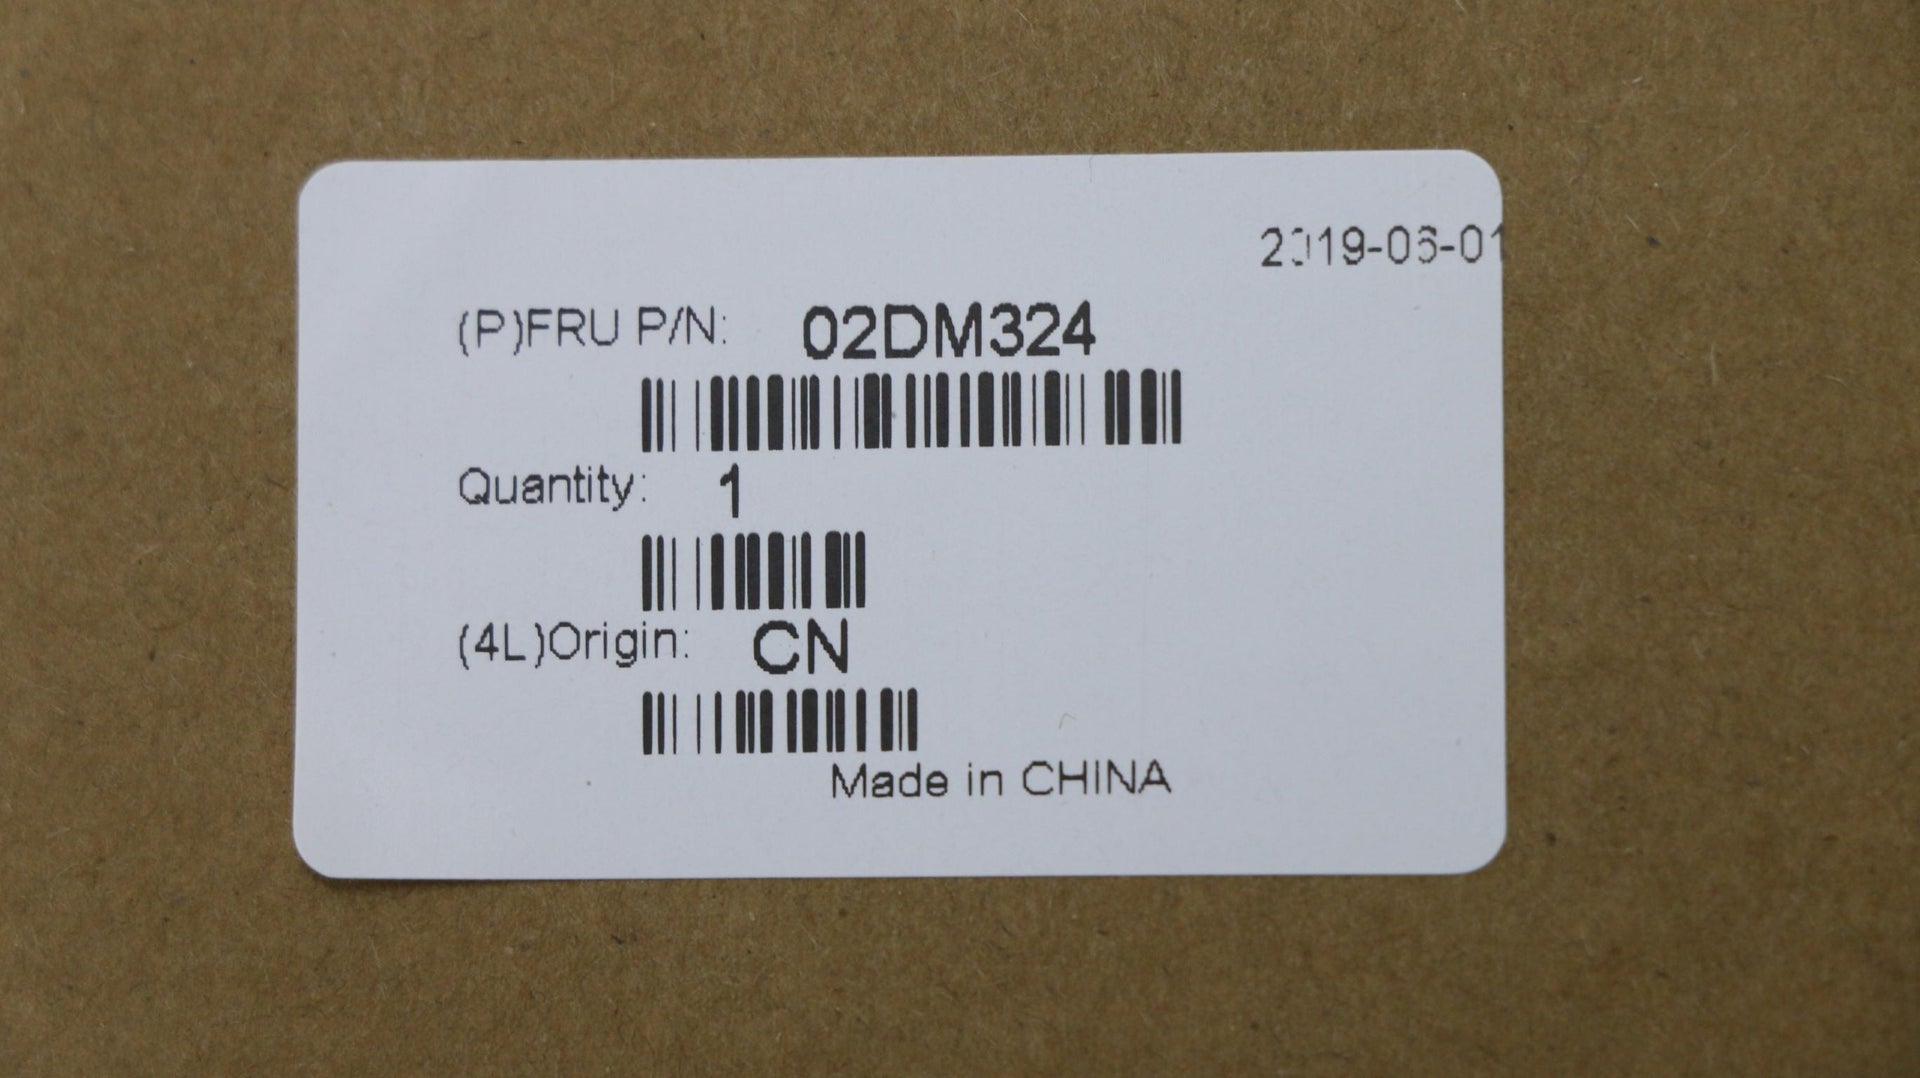 2019-06-01
(P)FRU P/N: 02DM324
Quantity: 1
(4L)Origin: CN
Made in CHINA